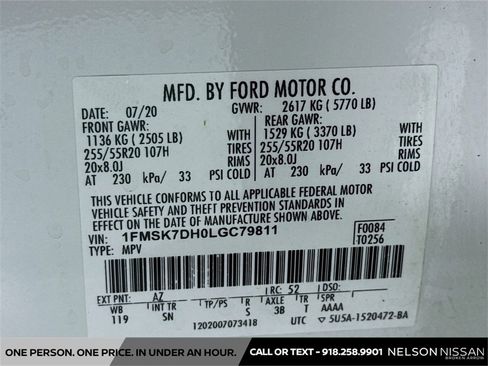 MFD. BY FORD MOTOR CO.
DATE: 07/20 GVWR: 2617 KG ( 5770 LB)
FRONT GAWR: REAR GAWR:
1136 KG ( 2505 LB) WITH 1529 KG ( 3370 LB) WITH
255/55R20 107H TIRES 255/55R20 107H TIRES
20x8.0J RIMS 20x8.0J RIMS
AT 230 kPa/ 33 PSI COLD AT 230 kPa/ 33 PSI COLD
THIS VEHICLE CONFORMS TO ALL APPLICABLE FEDERAL MOTOR
VEHICLE SAFETY AND THEFT PREVENTION STANDARDS IN
EFFECT ON THE DATE OF MANUFACTURE SHOWN ABOVE.
VIN: 1FMSK7DH0LGC79811 F0084
TYPE: MPV T0256
EXT PNT: AZ RC: 52 DSO:
WB INT TR TP/PS R AXLE TR SPR
119 SN S 3B T AAAA
1202007073418 UTC 5U5A-1520472-BA
ONE PERSON. ONE PRICE. IN UNDER AN HOUR. CALL OR TEXT - 918.258.9901 NELSON NISSAN
BROKEN ARROW